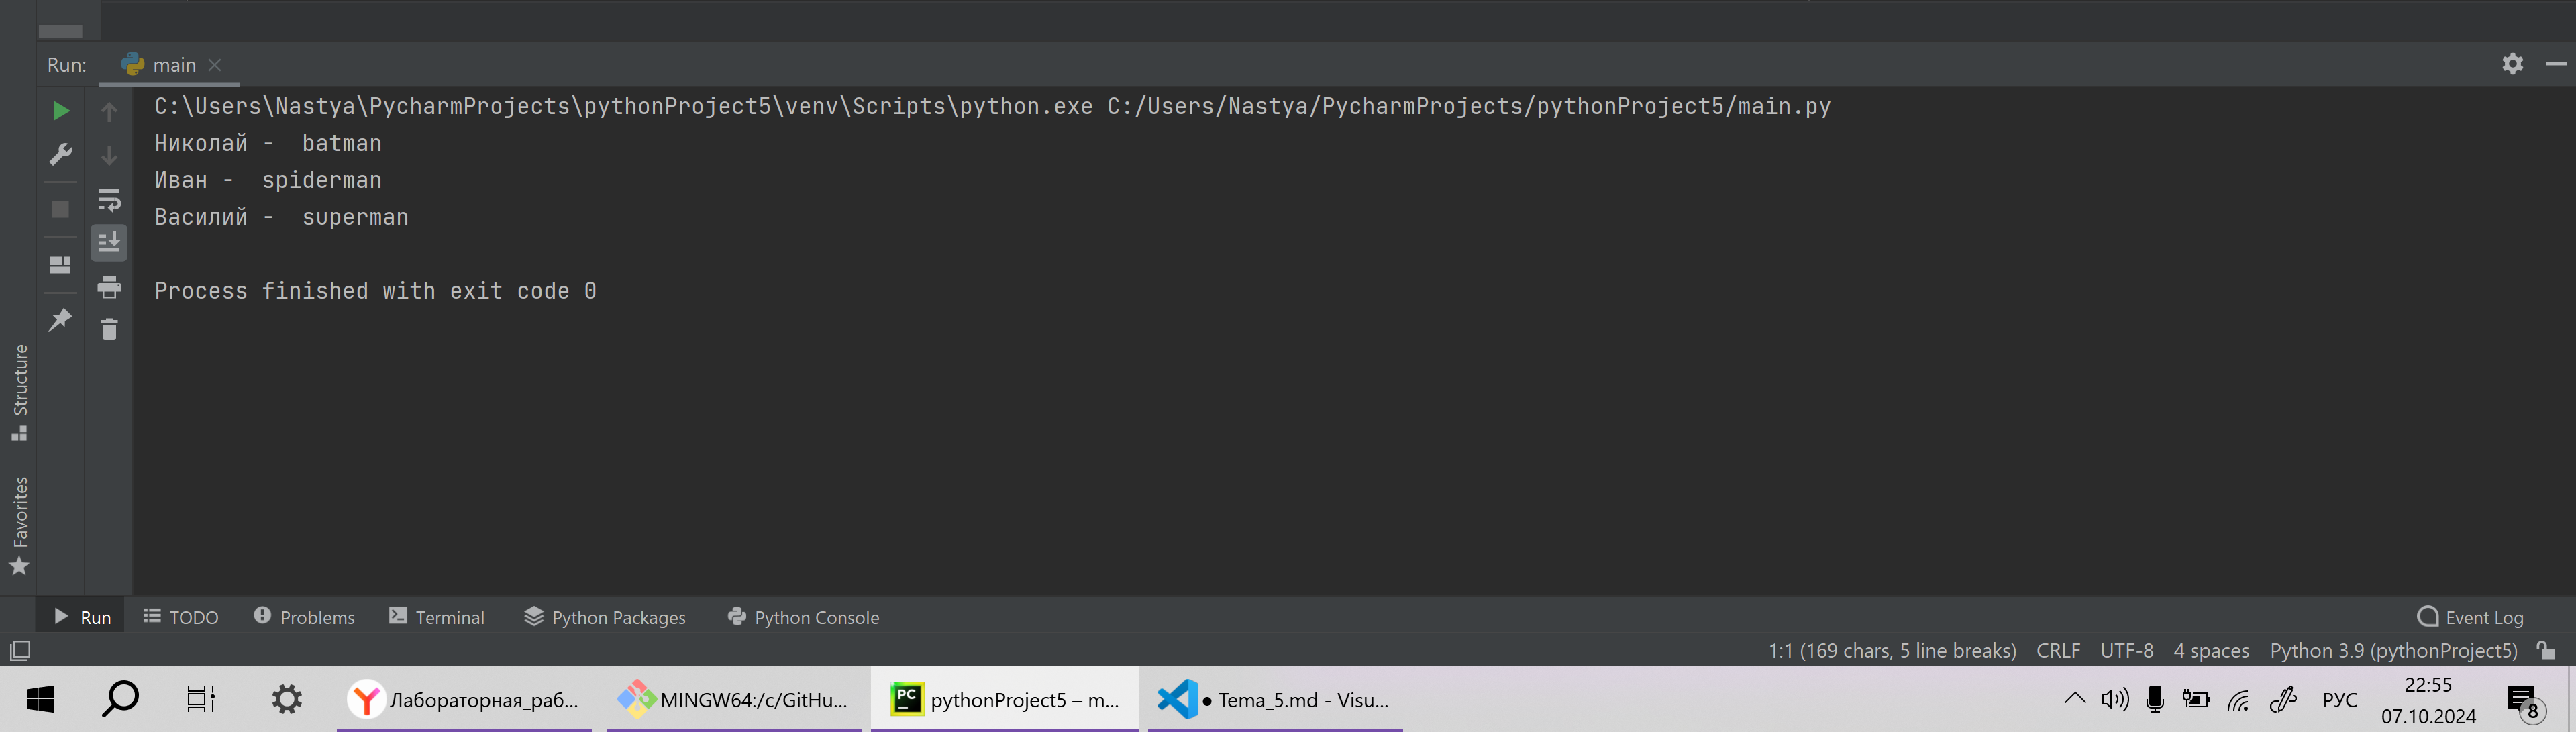 Run: main
C:\Users\Nastya\PycharmProjects\pythonProject5\venv\Scripts\python.exe C:/Users/Nastya/PycharmProjects/pythonProject5/main.py
Николай -  batman
Иван -  spiderman
Василий -  superman
Process finished with exit code 0
Structure
Favorites
Run TODO Problems Terminal Python Packages Python Console Event Log
1:1 (169 chars, 5 line breaks) CRLF UTF-8 4 spaces Python 3.9 (pythonProject5)
Лабораторная_раб... MINGW64:/c/GitHu... PC pythonProject5 – m... ● Tema_5.md - Visu... РУС 22:55
07.10.2024 8